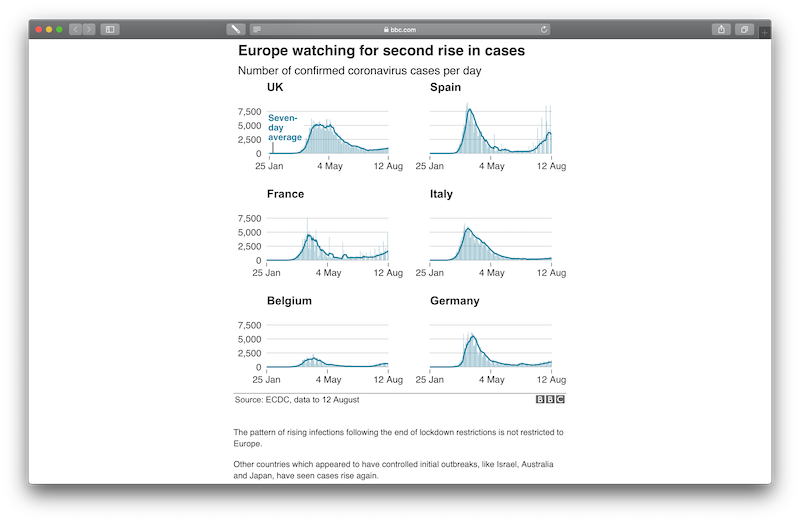 bbc.com
Europe watching for second rise in cases
Number of confirmed coronavirus cases per day
UK
7,500
5,000
2,500
0
Seven-
day
average
25 Jan 4 May 12 Aug
Spain
25 Jan 4 May 12 Aug
France
7,500
5,000
2,500
0
25 Jan 4 May 12 Aug
Italy
25 Jan 4 May 12 Aug
Belgium
7,500
5,000
2,500
0
25 Jan 4 May 12 Aug
Germany
25 Jan 4 May 12 Aug
Source: ECDC, data to 12 August BBC
The pattern of rising infections following the end of lockdown restrictions is not restricted to
Europe.
Other countries which appeared to have controlled initial outbreaks, like Israel, Australia
and Japan, have seen cases rise again.